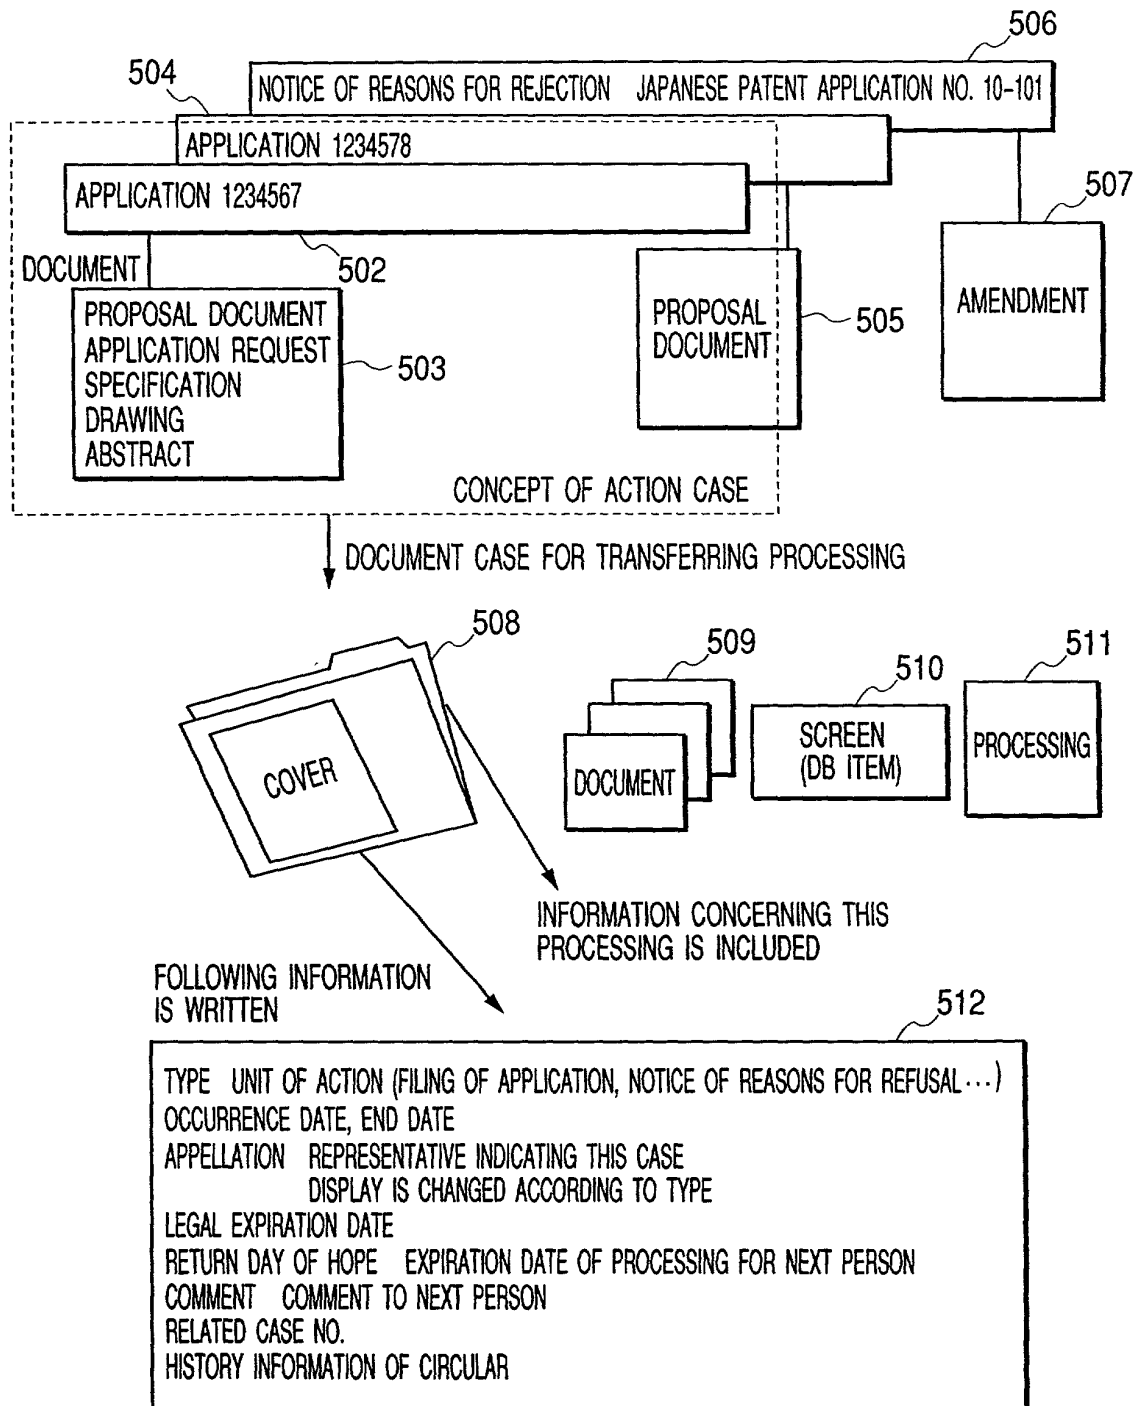 506
504
NOTICE OF REASONS FOR REJECTION JAPANESE PATENT APPLICATION NO. 10-101
APPLICATION 1234578
APPLICATION 1234567
507
DOCUMENT
502
PROPOSAL DOCUMENT
APPLICATION REQUEST
SPECIFICATION
DRAWING
ABSTRACT
503
PROPOSAL
DOCUMENT
505
AMENDMENT
CONCEPT OF ACTION CASE
DOCUMENT CASE FOR TRANSFERRING PROCESSING
508
509
510
511
COVER
DOCUMENT
SCREEN
(DB ITEM)
PROCESSING
INFORMATION CONCERNING THIS
PROCESSING IS INCLUDED
FOLLOWING INFORMATION
IS WRITTEN
512
TYPE UNIT OF ACTION (FILING OF APPLICATION, NOTICE OF REASONS FOR REFUSAL···)
OCCURRENCE DATE, END DATE
APPELLATION REPRESENTATIVE INDICATING THIS CASE
DISPLAY IS CHANGED ACCORDING TO TYPE
LEGAL EXPIRATION DATE
RETURN DAY OF HOPE EXPIRATION DATE OF PROCESSING FOR NEXT PERSON
COMMENT COMMENT TO NEXT PERSON
RELATED CASE NO.
HISTORY INFORMATION OF CIRCULAR